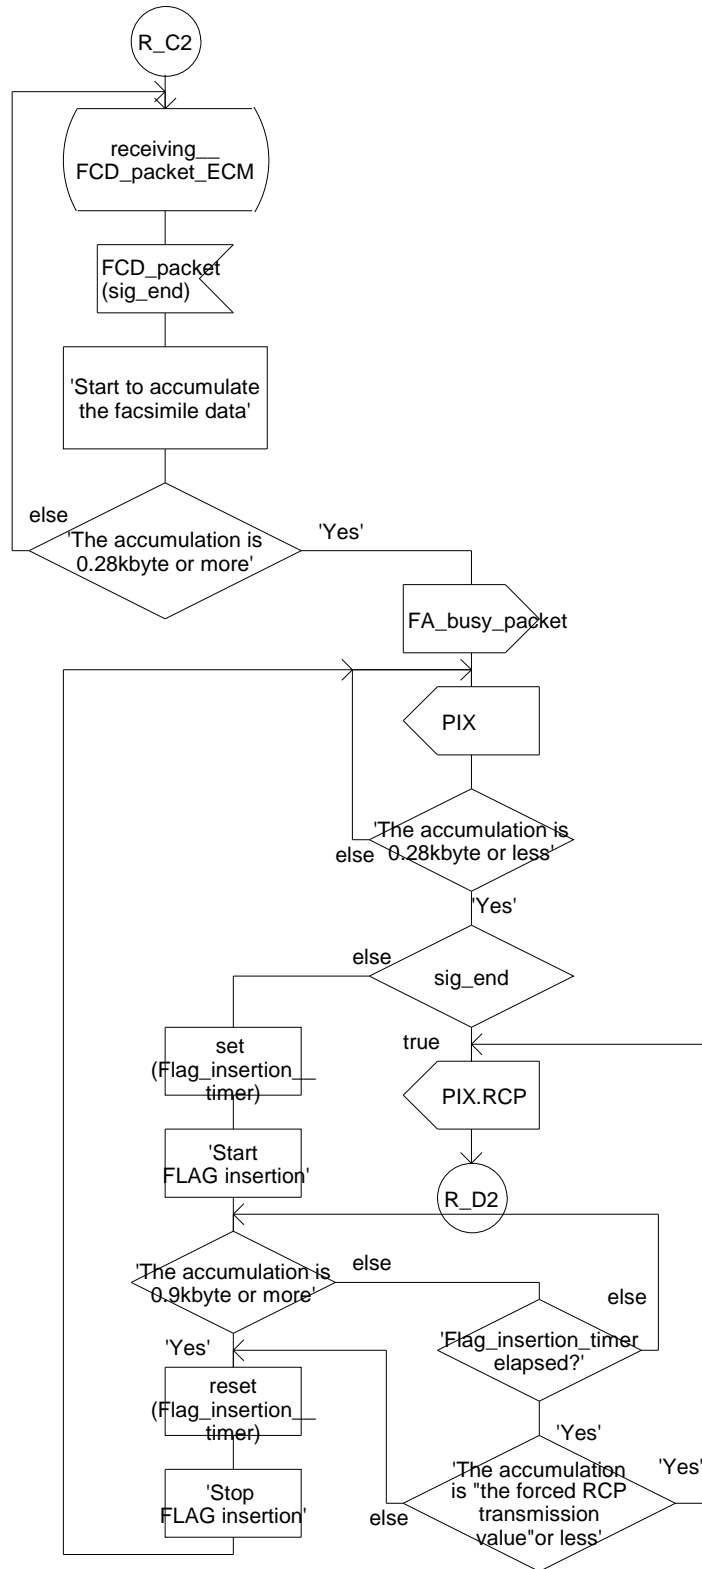 R_C2
receiving__
FCD_packet_ECM
FCD_packet
(sig_end)
'Start to accumulate
the facsimile data'
else
'Yes'
'The accumulation is
0.28kbyte or more'
FA_busy_packet
PIX
'The accumulation is
0.28kbyte or less'
else
'Yes'
else
sig_end
true
set
(Flag_insertion__
timer)
PIX.RCP
'Start
FLAG insertion'
R_D2
'The accumulation is
0.9kbyte or more'
else
else
'Flag_insertion_timer
elapsed?'
'Yes'
reset
(Flag_insertion__
timer)
'Yes'
'The accumulation
is "the forced RCP
transmission
value"or less'
'Yes'
else
'Stop
FLAG insertion'